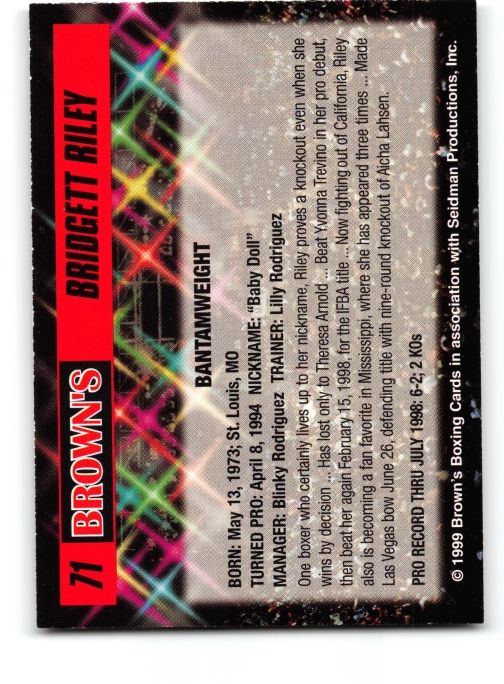 71 BROWN'S BRIDGETT RILEY
BANTAMWEIGHT
BORN: May 13, 1973; St. Louis, MO
TURNED PRO: April 8, 1994 NICKNAME: "Baby Doll"
MANAGER: Blinky Rodriguez TRAINER: Lilly Rodriguez
One boxer who certainly lives up to her nickname, Riley proves a knockout even when she
wins by decision ... Has lost only to Theresa Arnold ... Beat Yvonna Trevino in her pro debut,
then beat her again February 15, 1998, for the IFBA title ... Now fighting out of California, Riley
also is becoming a fan favorite in Mississippi, where she has appeared three times ... Made
Las Vegas bow June 26, defending title with nine-round knockout of Aicha Lahsen.
PRO RECORD THRU JULY 1998: 6-2; 2 KOs
© 1999 Brown's Boxing Cards in association with Seidman Productions, Inc.